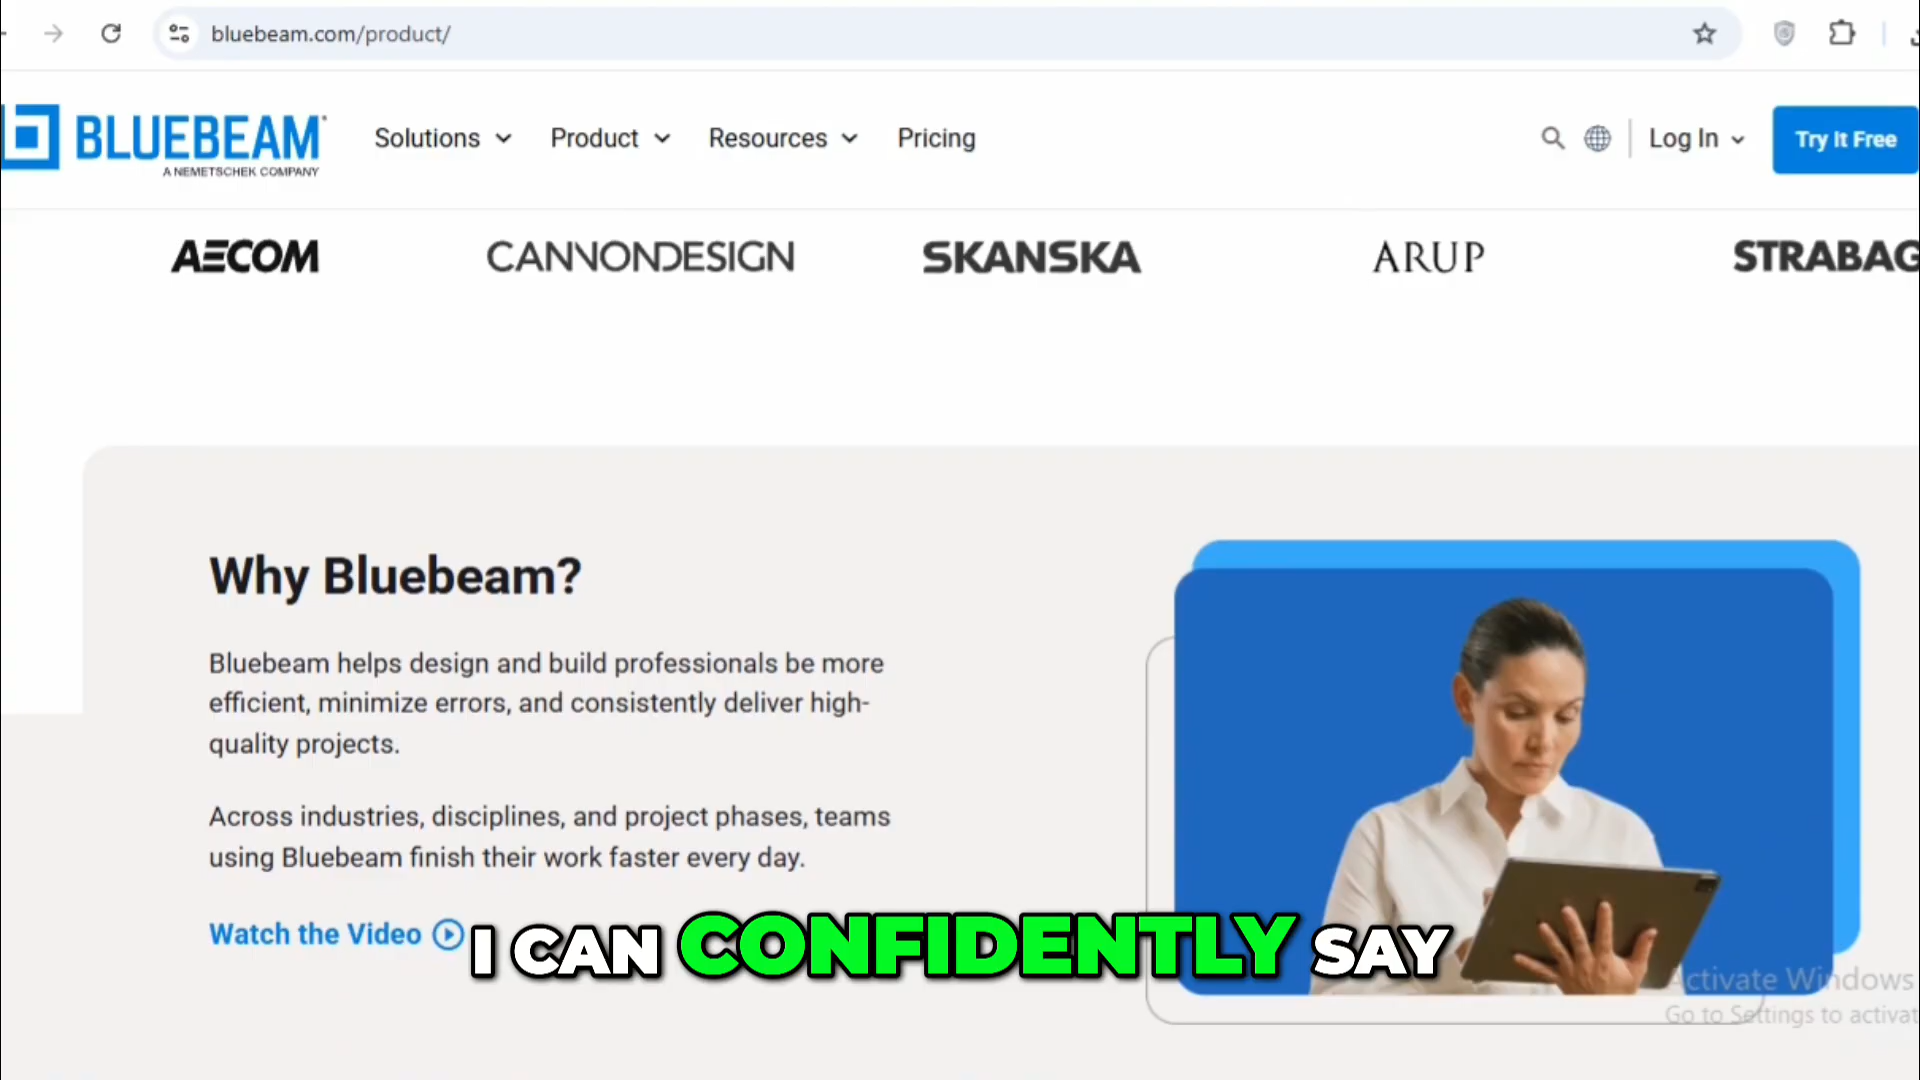 bluebeam.com/product/
BLUEBEAM
A NEMETSCHEK COMPANY
Solutions
Product
Resources
Pricing
Log In
Try It Free
AECOM
CANNONDESIGN
SKANSKA
ARUP
STRABAG
Why Bluebeam?
Bluebeam helps design and build professionals be more
efficient, minimize errors, and consistently deliver high-
quality projects.
Across industries, disciplines, and project phases, teams
using Bluebeam finish their work faster every day.
Watch the Video
I CAN CONFIDENTLY SAY
Activate Windows
Go to Settings to activat